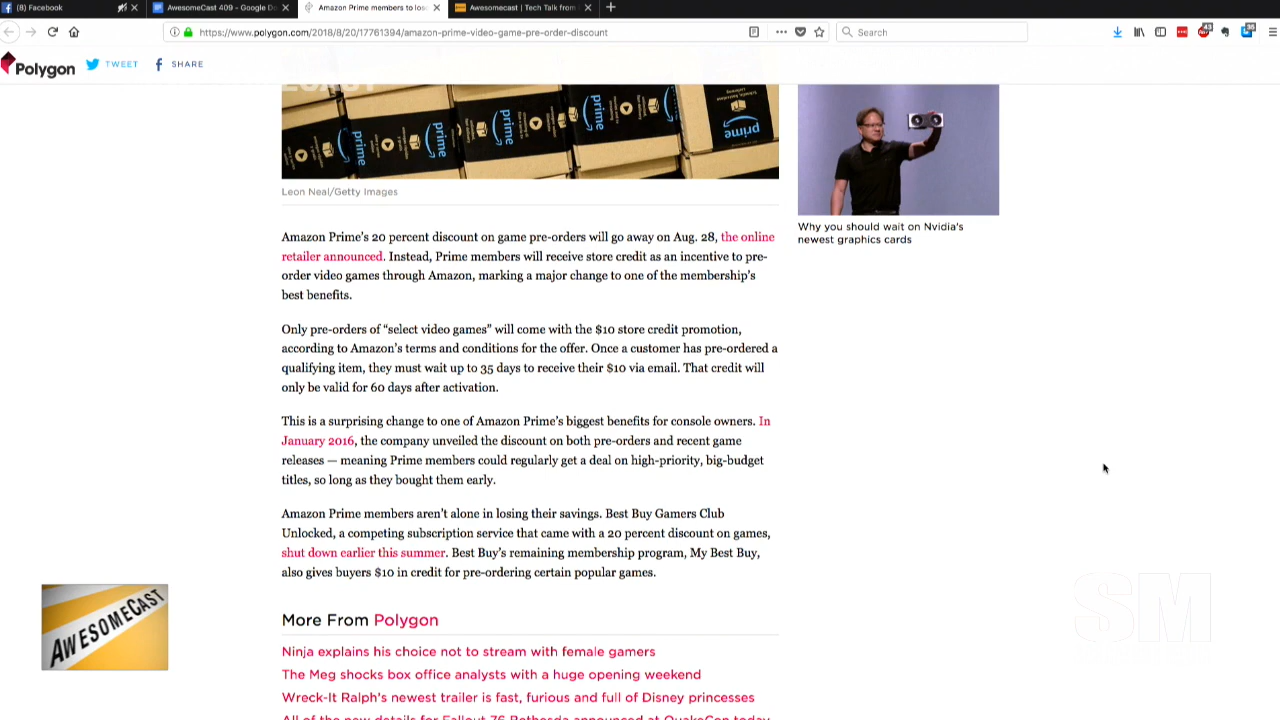 (8) Facebook
AwesomeCast 409 - Google Do
Amazon Prime members to los
Awesomecast | Tech Talk from
https://www.polygon.com/2018/8/20/17761394/amazon-prime-video-game-pre-order-discount
Search
Polygon
TWEET
SHARE
prime
prime
prime
prime
prime
Leon Neal/Getty Images
Why you should wait on Nvidia's
newest graphics cards
Amazon Prime's 20 percent discount on game pre-orders will go away on Aug. 28, the online
retailer announced. Instead, Prime members will receive store credit as an incentive to pre-
order video games through Amazon, marking a major change to one of the membership's
best benefits.
Only pre-orders of “select video games” will come with the $10 store credit promotion,
according to Amazon's terms and conditions for the offer. Once a customer has pre-ordered a
qualifying item, they must wait up to 35 days to receive their $10 via email. That credit will
only be valid for 60 days after activation.
This is a surprising change to one of Amazon Prime's biggest benefits for console owners. In
January 2016, the company unveiled the discount on both pre-orders and recent game
releases — meaning Prime members could regularly get a deal on high-priority, big-budget
titles, so long as they bought them early.
Amazon Prime members aren't alone in losing their savings. Best Buy Gamers Club
Unlocked, a competing subscription service that came with a 20 percent discount on games,
shut down earlier this summer. Best Buy's remaining membership program, My Best Buy,
also gives buyers $10 in credit for pre-ordering certain popular games.
AWESOMECAST
SM
More From Polygon
Ninja explains his choice not to stream with female gamers
The Meg shocks box office analysts with a huge opening weekend
Wreck-It Ralph's newest trailer is fast, furious and full of Disney princesses
All of the new details for Fallout 76 Bethesda announced at QuakeCon today